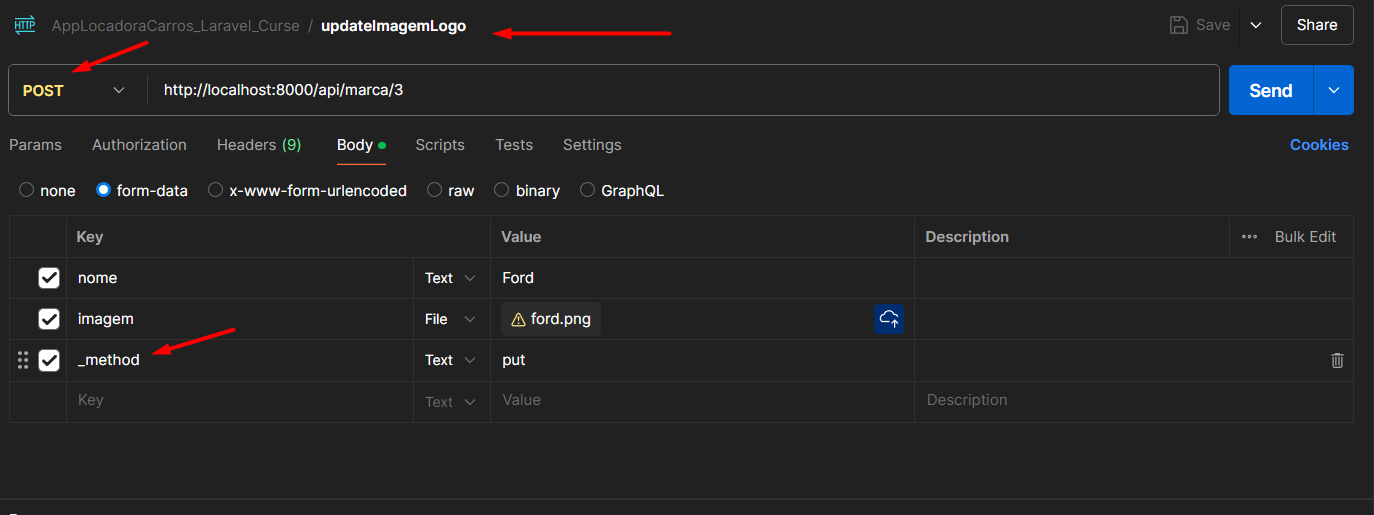 HTTP AppLocadoraCarros_Laravel_Curse / updateImagemLogo Save Share
POST http://localhost:8000/api/marca/3 Send
Params Authorization Headers (9) Body Scripts Tests Settings Cookies
none form-data x-www-form-urlencoded raw binary GraphQL
Key Value Description ••• Bulk Edit
nome Text Ford
imagem File ford.png
_method Text put
Key Text Value Description